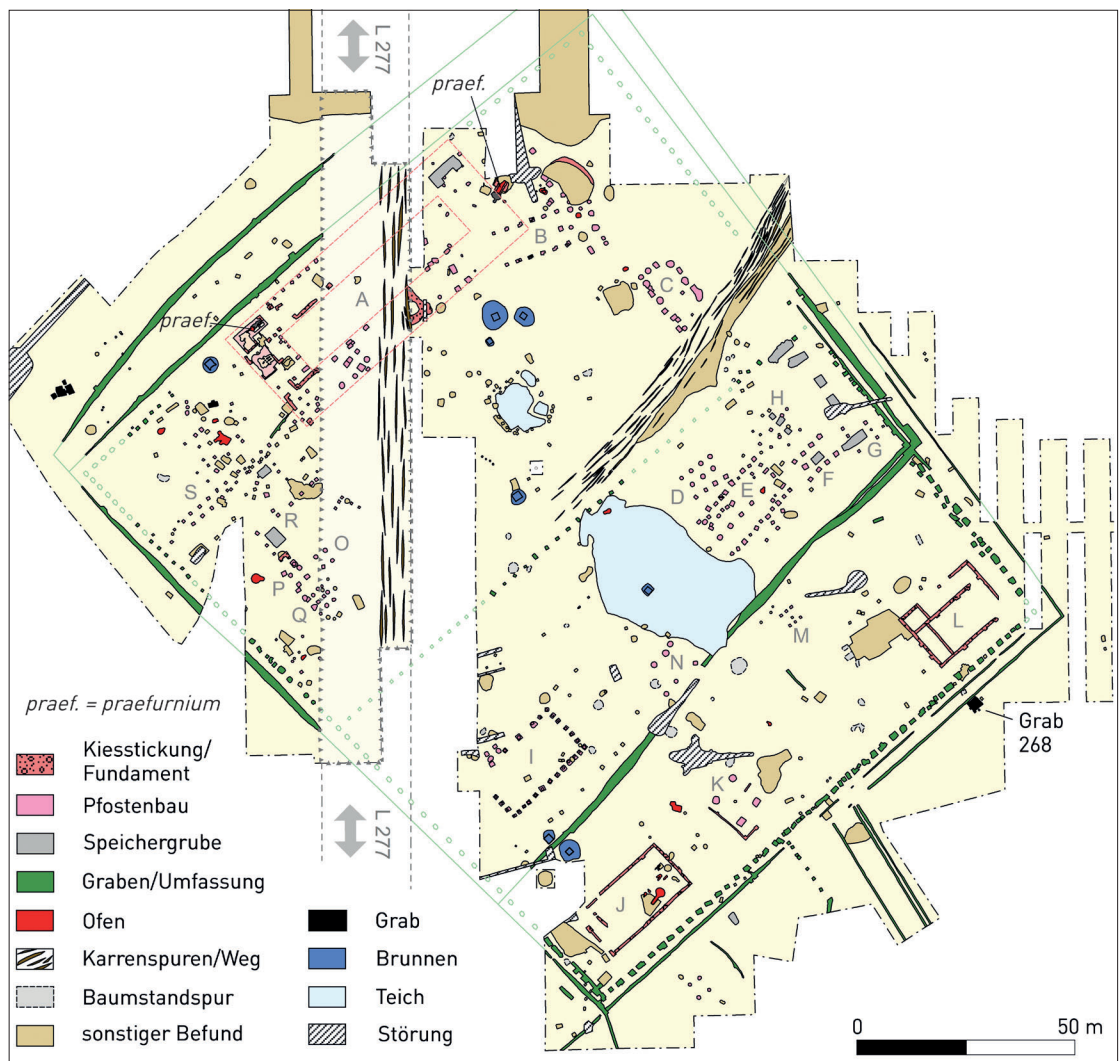 L 277
praef.
B
C
A
praef.
H
G
S
D
E
F
R
O
P
Q
L
M
N
praef. = praefurnium
Grab
268
I
K
Kiesstickung/
Fundament
Pfostenbau
Speichergrube
L 277
Graben/Umfassung
J
Ofen
Grab
Karrenspuren/Weg
Brunnen
Baumstandspur
Teich
sonstiger Befund
Störung
0 50 m